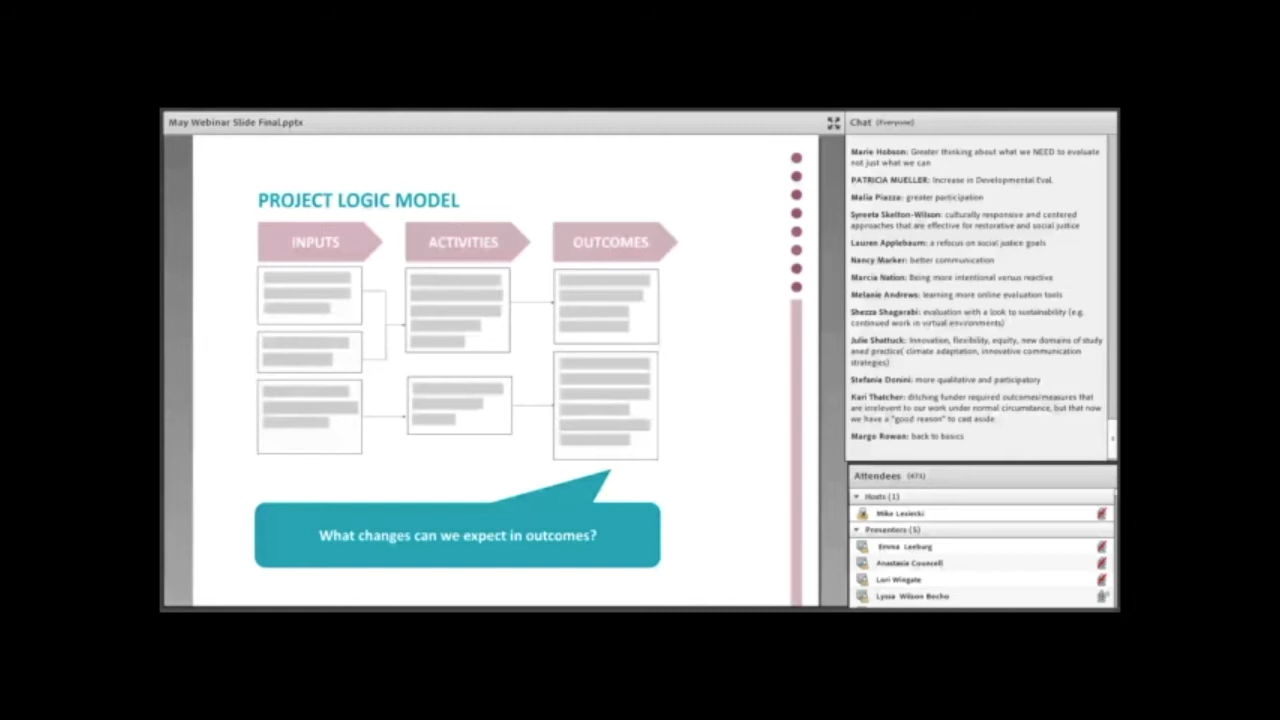 May Webinar Slide Final.pptx
PROJECT LOGIC MODEL
INPUTS
ACTIVITIES
OUTCOMES
What changes can we expect in outcomes?
Chat (Everyone)
Marie Hobson: Greater thinking about what we NEED to evaluate
not just what we can
PATRICIA MUELLER: Increase in Developmental Eval.
Malia Piazza: greater participation
Syreeta Skelton-Wilson: culturally responsive and centered
approaches that are effective for restorative and social justice
Lauren Applebaum: a refocus on social justice goals
Nancy Marker: better communication
Marcia Nation: Being more intentional versus reactive
Melanie Andrews: learning more online evaluation tools
Shezza Shagarabi: evaluation with a look to sustainability (e.g.
continued work in virtual environments)
Julie Shattuck: Innovation, flexibility, equity, new domains of study
ened practice( climate adaptation, innovative communication
strategies)
Stefania Donini: more qualitative and participatory
Kari Thatcher: ditching funder required outcomes/measures that
are irrelevent to our work under normal circumstance, but that now
we have a "good reason" to cast aside.
Margo Rowan: back to basics
Attendees (471)
Hosts (1)
Mike Lesiecki
Presenters (5)
Emma Leeburg
Anastasia Councell
Lori Wingate
Lyssa Wilson Becho